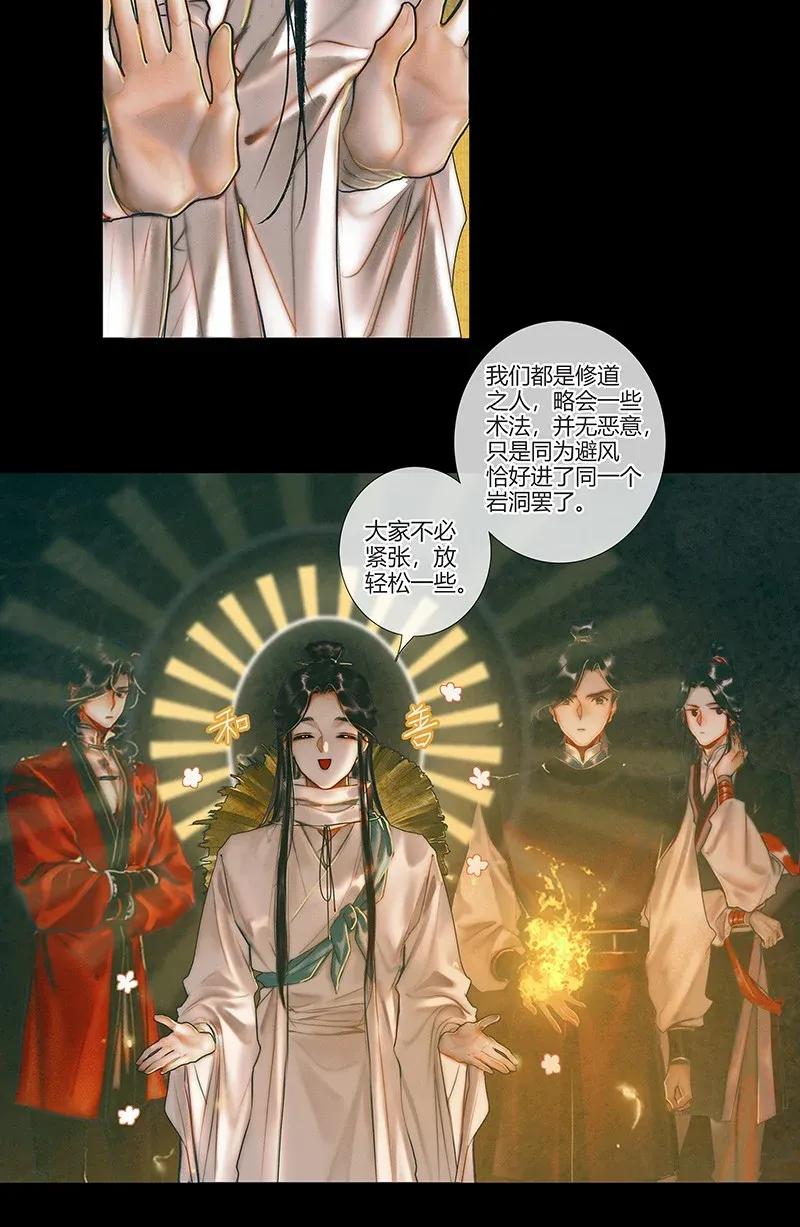 我们都是修道
之人，略会一些
术法，并无恶意，
只是同为避风
恰好进了同一个
岩洞罢了。
大家不必
紧张，放
轻松一些。
和善